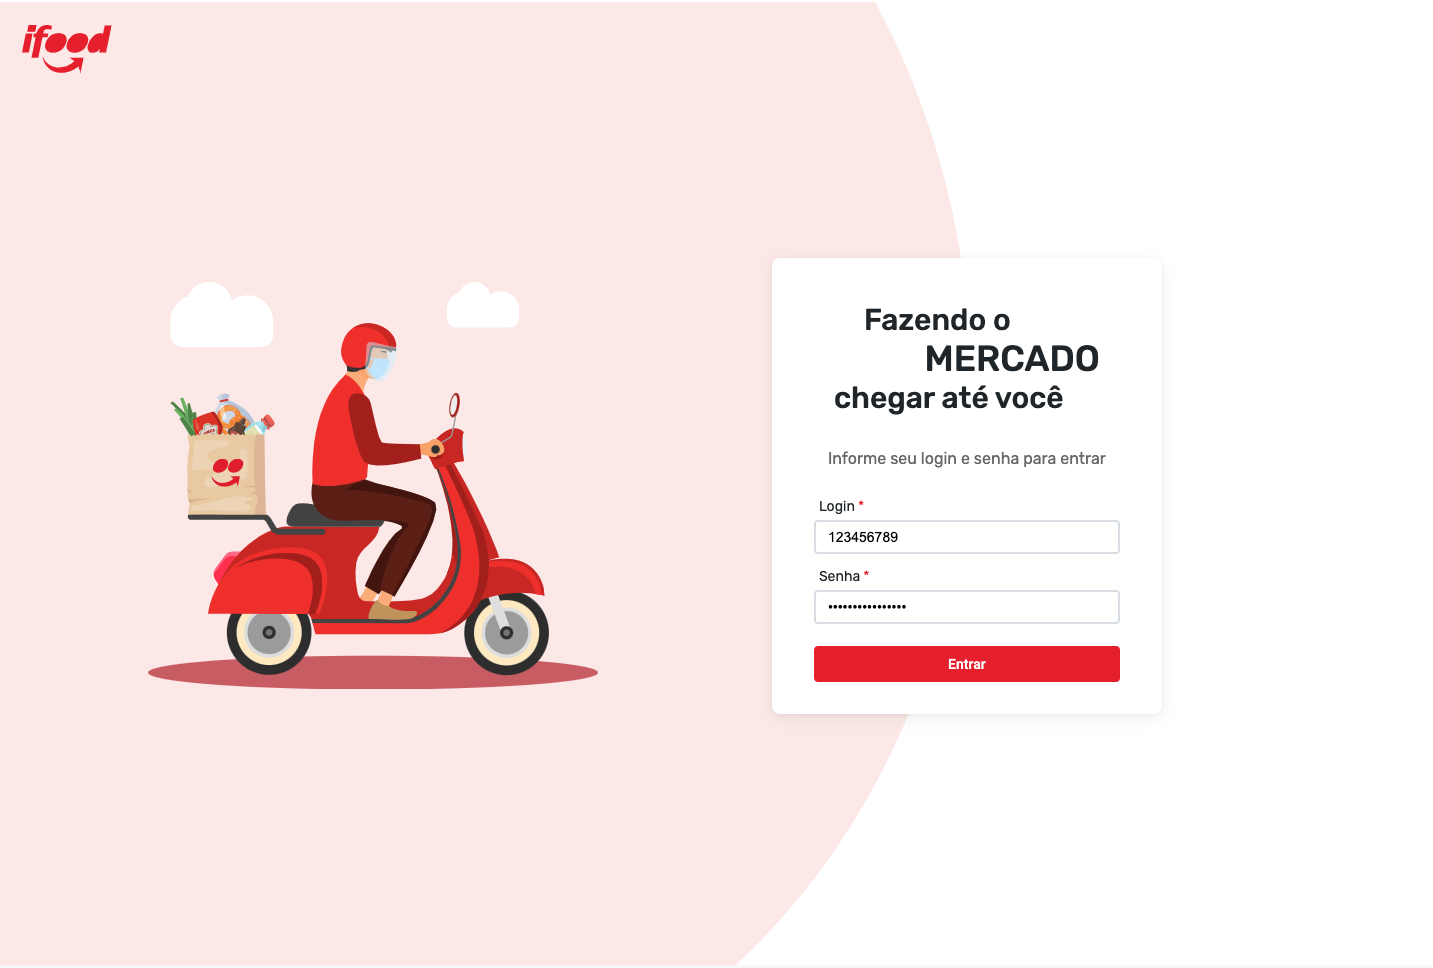 ifood
Fazendo o
MERCADO
chegar até você
Informe seu login e senha para entrar
Login *
123456789
Senha *
••••••••••••••••
Entrar